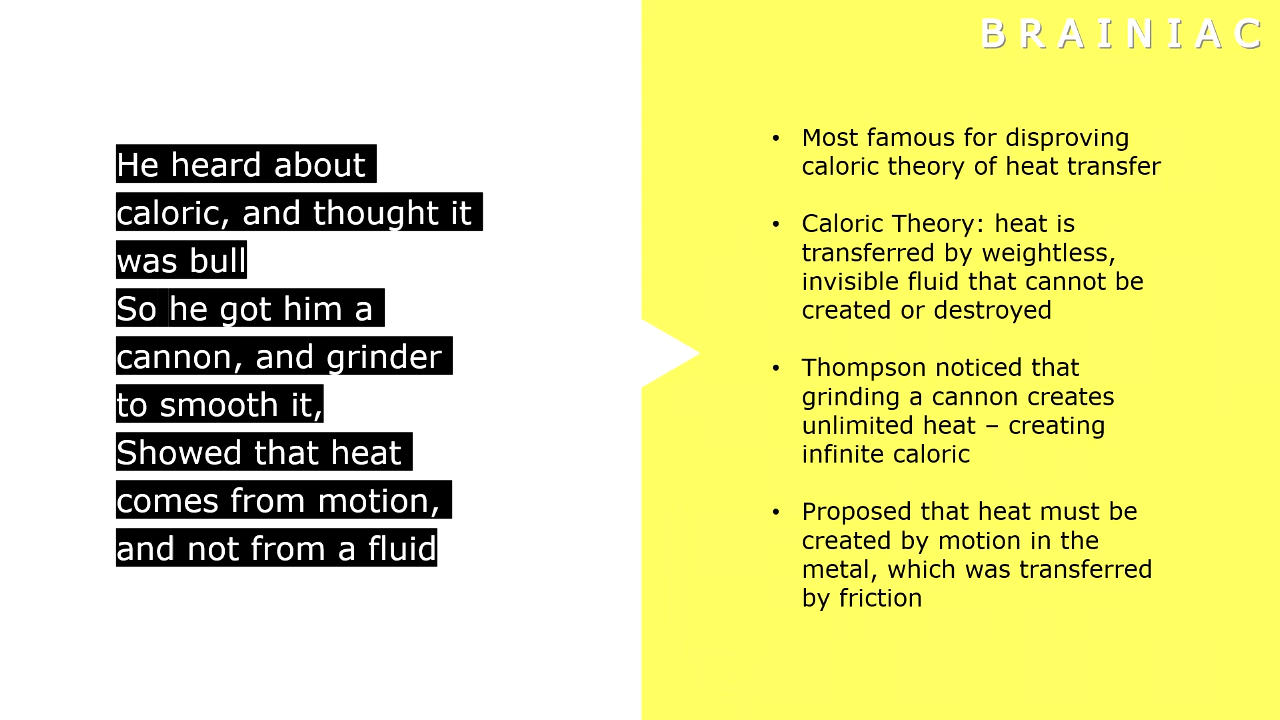 BRAINIAC
He heard about
caloric, and thought it
was bull
So he got him a
cannon, and grinder
to smooth it,
Showed that heat
comes from motion,
and not from a fluid
• Most famous for disproving
caloric theory of heat transfer
• Caloric Theory: heat is
transferred by weightless,
invisible fluid that cannot be
created or destroyed
• Thompson noticed that
grinding a cannon creates
unlimited heat – creating
infinite caloric
• Proposed that heat must be
created by motion in the
metal, which was transferred
by friction